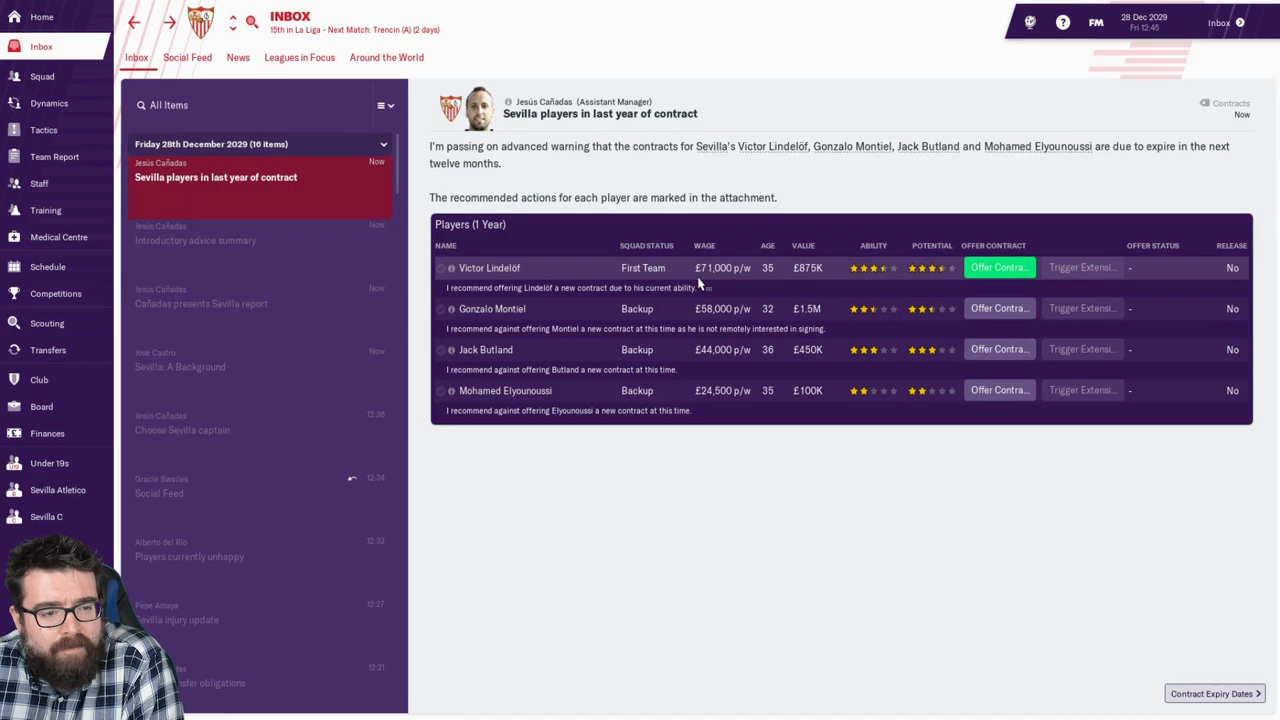 Home
Inbox
Squad
Dynamics
Tactics
Team Report
Staff
Training
Medical Centre
Schedule
Competitions
Scouting
Transfers
Club
Board
Finances
Under 19s
Sevilla Atletico
Sevilla C
INBOX
15th in La Liga - Next Match: Trencin (A) (2 days)
FM
28 Dec 2029
Fri 12:45
Inbox
Inbox Social Feed News Leagues in Focus Around the World
All Items
Friday 28th December 2029 (16 items)
Jesús Cañadas Now
Sevilla players in last year of contract
Jesús Cañadas Now
Introductory advice summary
Jesús Cañadas Now
Cañadas presents Sevilla report
José Castro Now
Sevilla: A Background
Jesús Cañadas 12:36
Choose Sevilla captain
Gracie Swailes 12:34
Social Feed
Alberto del Río 12:32
Players currently unhappy
Pepe Amaya 12:27
Sevilla injury update
12:21
obligations
Jesús Cañadas (Assistant Manager)
Sevilla players in last year of contract
Contracts
Now
I'm passing on advanced warning that the contracts for Sevilla's Victor Lindelöf, Gonzalo Montiel, Jack Butland and Mohamed Elyounoussi are due to expire in the next
twelve months.
The recommended actions for each player are marked in the attachment.
Players (1 Year)
NAME SQUAD STATUS WAGE AGE VALUE ABILITY POTENTIAL OFFER CONTRACT OFFER STATUS RELEASE
Victor Lindelöf First Team £71,000 p/w 35 £875K Offer Contra... Trigger Extensi... - No
I recommend offering Lindelöf a new contract due to his current ability.
Gonzalo Montiel Backup £58,000 p/w 32 £1.5M Offer Contra... Trigger Extensi... - No
I recommend against offering Montiel a new contract at this time as he is not remotely interested in signing.
Jack Butland Backup £44,000 p/w 36 £450K Offer Contra... Trigger Extensi... - No
I recommend against offering Butland a new contract at this time.
Mohamed Elyounoussi Backup £24,500 p/w 35 £100K Offer Contra... Trigger Extensi... - No
I recommend against offering Elyounoussi a new contract at this time.
Contract Expiry Dates